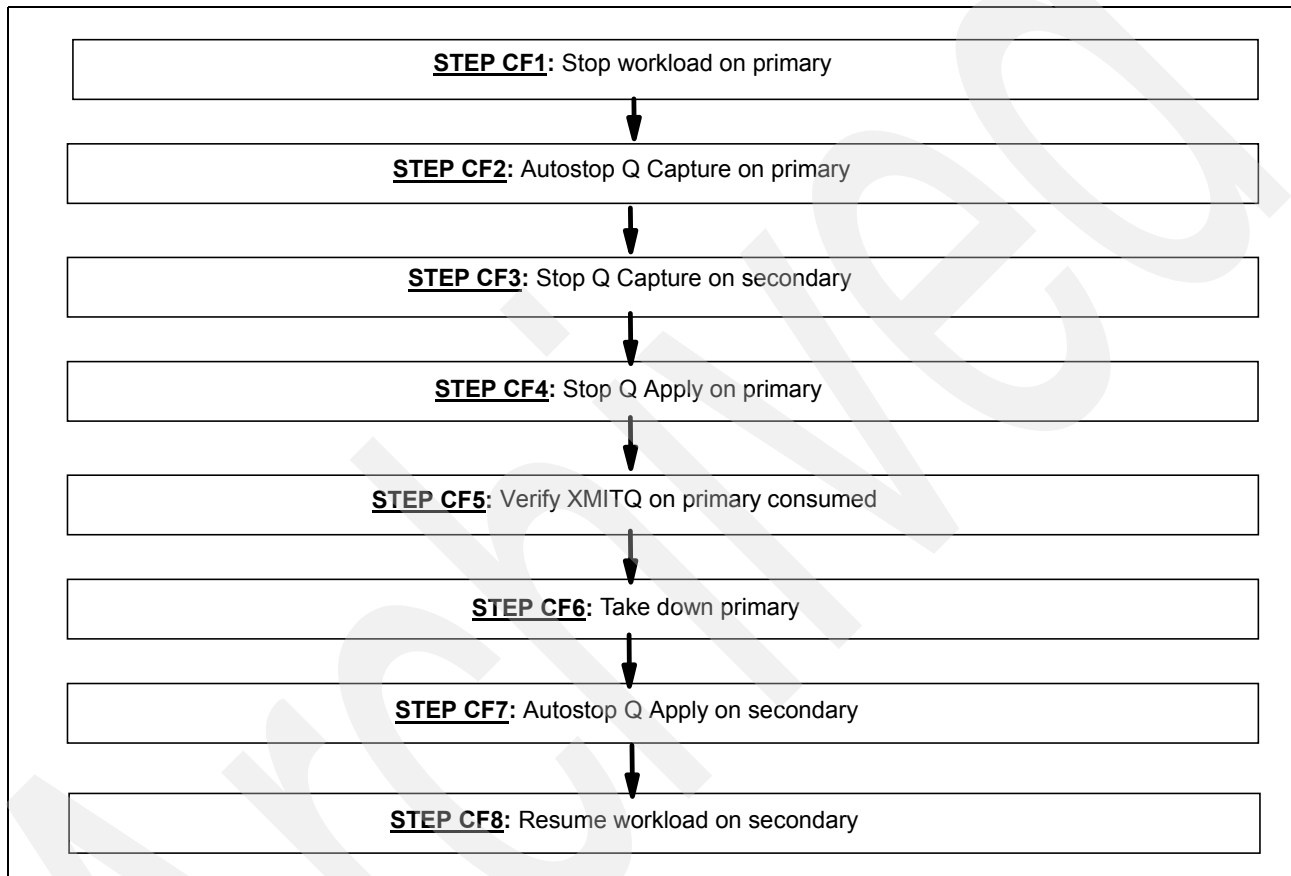 STEP CF1: Stop workload on primary
STEP CF2: Autostop Q Capture on primary
STEP CF3: Stop Q Capture on secondary
STEP CF4: Stop Q Apply on primary
STEP CF5: Verify XMITQ on primary consumed
STEP CF6: Take down primary
STEP CF7: Autostop Q Apply on secondary
STEP CF8: Resume workload on secondary
Archived